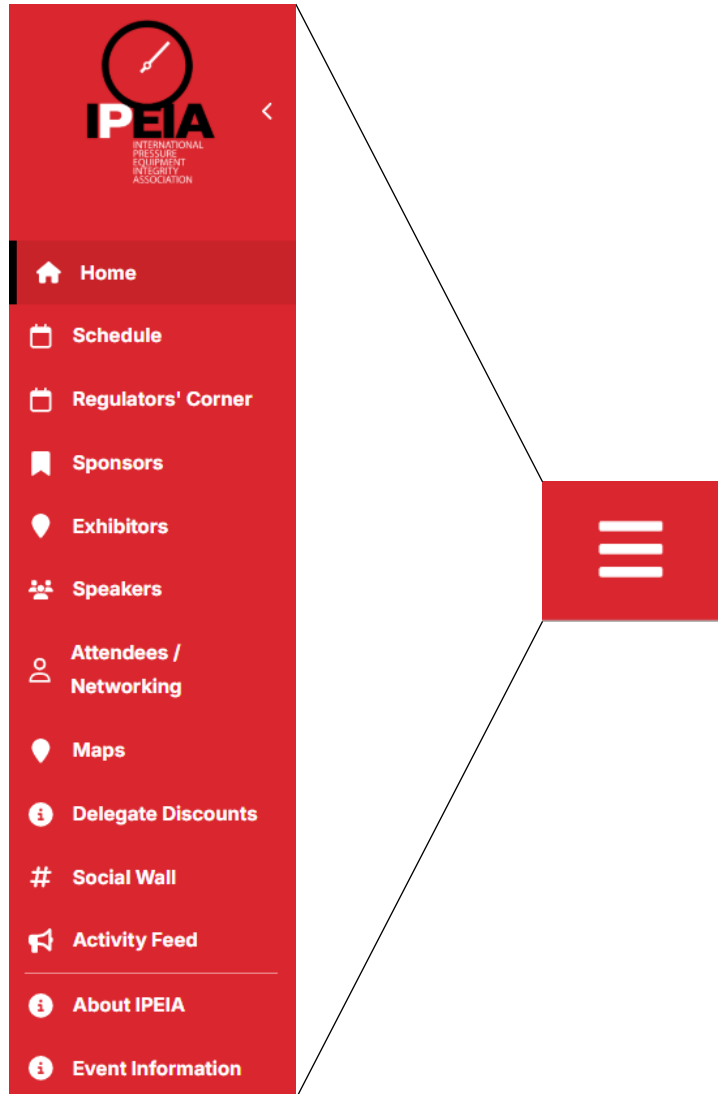 IPEIA
INTERNATIONAL
PRESSURE
EQUIPMENT
INTEGRITY
ASSOCIATION
Home
Schedule
Regulators' Corner
Sponsors
Exhibitors
Speakers
Attendees /
Networking
Maps
Delegate Discounts
# Social Wall
Activity Feed
About IPEIA
Event Information